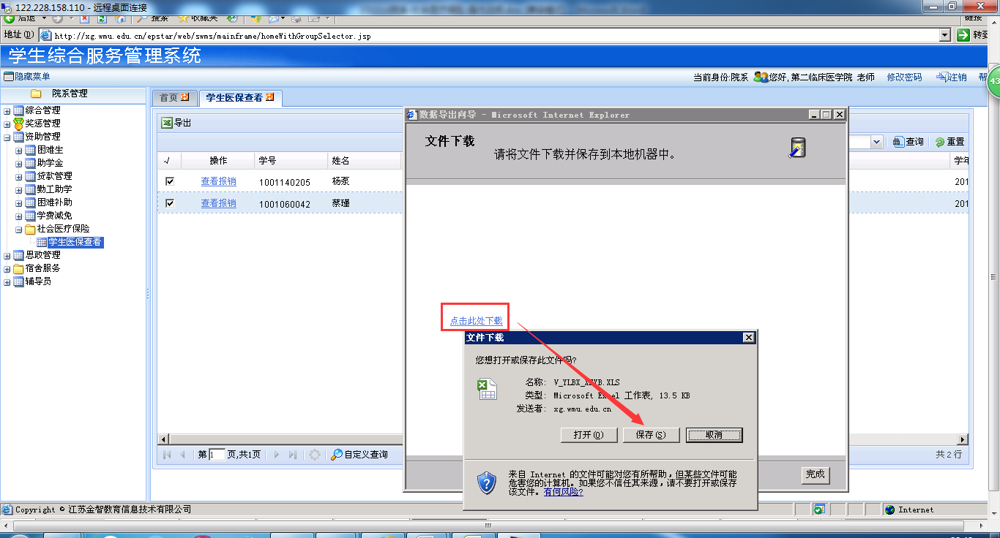 122.228.158.110 - 远程桌面连接
后退 搜索 收藏夹 链接
地址(D) http://xg.wmu.edu.cn/epstar/web/swms/mainframe/homeWithGroupSelector.jsp 转到
学生综合服务管理系统
隐藏菜单 当前身份:院系 您好,第二临床医学院 老师 修改密码 注销 帮
43
院系管理 首页 学生医保查看
综合管理
奖惩管理
资助管理
困难生
助学金
贷款管理
勤工助学
困难补助
学费减免
社会医疗保险
学生医保查看
思政管理
宿舍服务
辅导员
导出 查询 重置
√ 操作 学号 姓名 学年
查看报销 1001140205 杨泵 201
查看报销 1001060042 蔡瑾 201
数据导出向导 - Microsoft Internet Explorer
文件下载
请将文件下载并保存到本地机器中。
点击此处下载
文件下载
您想打开或保存此文件吗?
名称: V_YLBX_XSYB.XLS
类型: Microsoft Excel 工作表, 13.5 KB
发送者: xg.wmu.edu.cn
打开(O) 保存(S) 取消
来自 Internet 的文件可能对您有所帮助，但某些文件可能
危害您的计算机。如果您不信任其来源，请不要打开或保存
该文件。有何风险?
完成
第 1 页,共1页 自定义查询 共 2 行
Copyright © 江苏金智教育信息技术有限公司 Internet